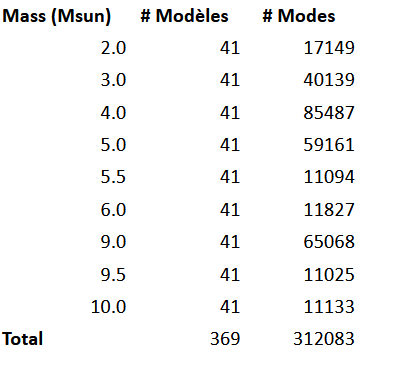 Mass (Msun) # Modèles # Modes
2.0 41 17149
3.0 41 40139
4.0 41 85487
5.0 41 59161
5.5 41 11094
6.0 41 11827
9.0 41 65068
9.5 41 11025
10.0 41 11133
Total 369 312083